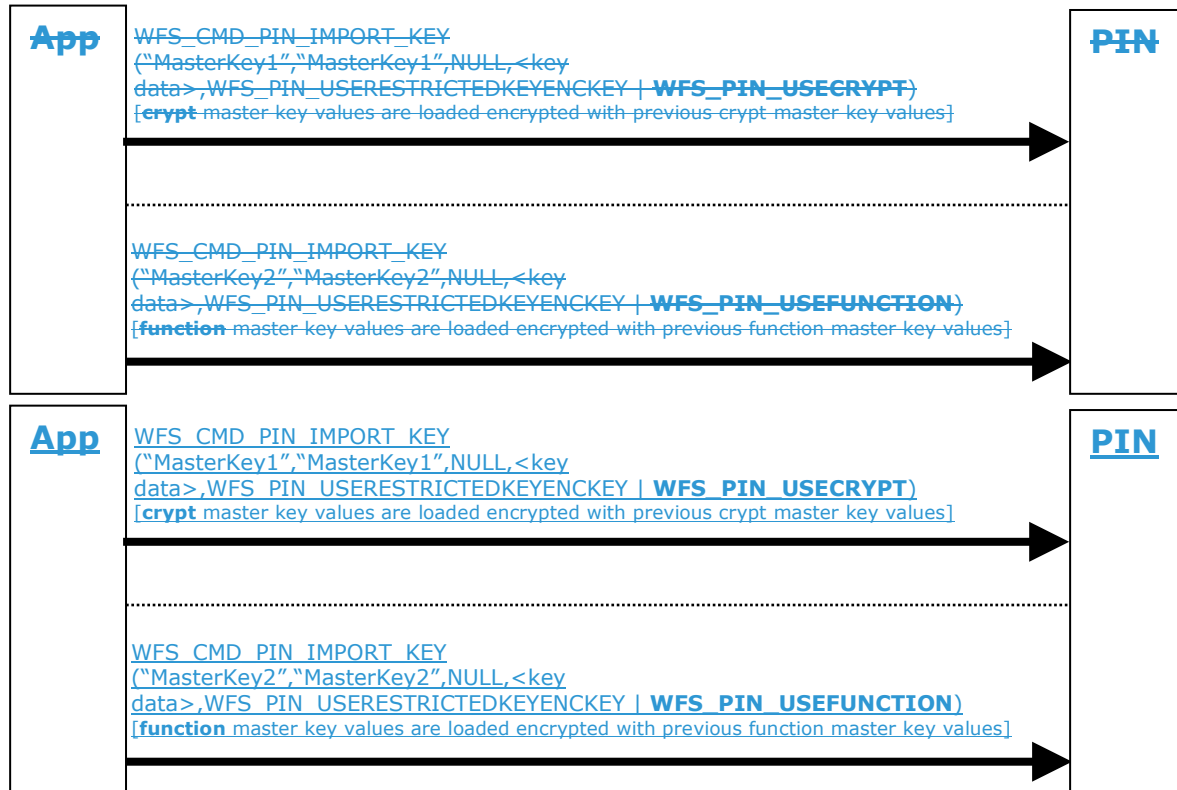 App
WFS_CMD_PIN_IMPORT_KEY
(“MasterKey1”,“MasterKey1”,NULL,<key
data>,WFS_PIN_USERESTRICTEDKEYENCKEY | WFS_PIN_USECRYPT)
[crypt master key values are loaded encrypted with previous crypt master key values]
PIN
WFS_CMD_PIN_IMPORT_KEY
(“MasterKey2”,“MasterKey2”,NULL,<key
data>,WFS_PIN_USERESTRICTEDKEYENCKEY | WFS_PIN_USEFUNCTION)
[function master key values are loaded encrypted with previous function master key values]
App
WFS_CMD_PIN_IMPORT_KEY
(“MasterKey1”,“MasterKey1”,NULL,<key
data>,WFS_PIN_USERESTRICTEDKEYENCKEY | WFS_PIN_USECRYPT)
[crypt master key values are loaded encrypted with previous crypt master key values]
PIN
WFS_CMD_PIN_IMPORT_KEY
(“MasterKey2”,“MasterKey2”,NULL,<key
data>,WFS_PIN_USERESTRICTEDKEYENCKEY | WFS_PIN_USEFUNCTION)
[function master key values are loaded encrypted with previous function master key values]